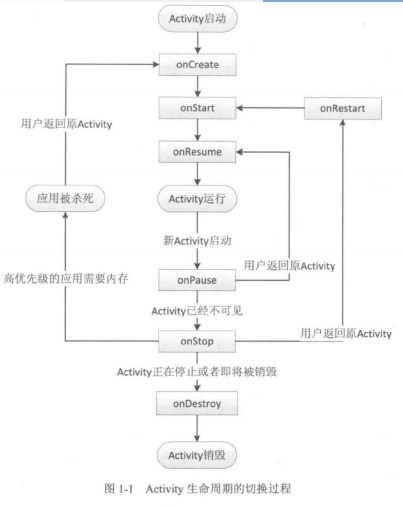 Activity启动
onCreate
onStart
onRestart
用户返回原Activity
onResume
应用被杀死
Activity运行
新Activity启动
用户返回原Activity
高优先级的应用需要内存
onPause
Activity已经不可见
用户返回原Activity
onStop
Activity正在停止或者即将被销毁
onDestroy
Activity销毁
图 1-1 Activity 生命周期的切换过程